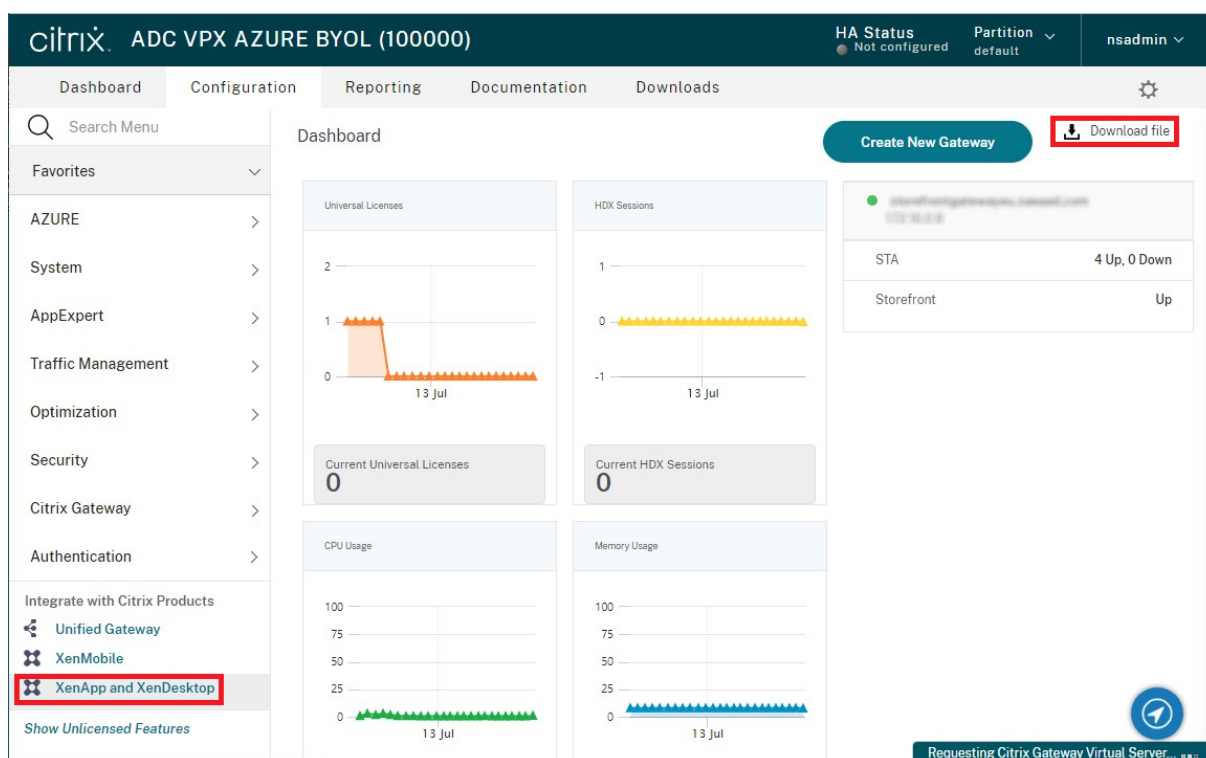 citrix. ADC VPX AZURE BYOL (100000)
HA Status
Not configured
Partition
default
nsadmin
Dashboard Configuration Reporting Documentation Downloads
Search Menu
Favorites
AZURE
System
AppExpert
Traffic Management
Optimization
Security
Citrix Gateway
Authentication
Integrate with Citrix Products
Unified Gateway
XenMobile
XenApp and XenDesktop
Show Unlicensed Features
Dashboard
Create New Gateway
Download file
Universal Licenses
2
1
0
13 Jul
Current Universal Licenses
0
HDX Sessions
1
0
-1
13 Jul
Current HDX Sessions
0
STA 4 Up, 0 Down
Storefront Up
CPU Usage
100
75
50
25
0
13 Jul
Memory Usage
100
75
50
25
0
13 Jul
Requesting Citrix Gateway Virtual Server...